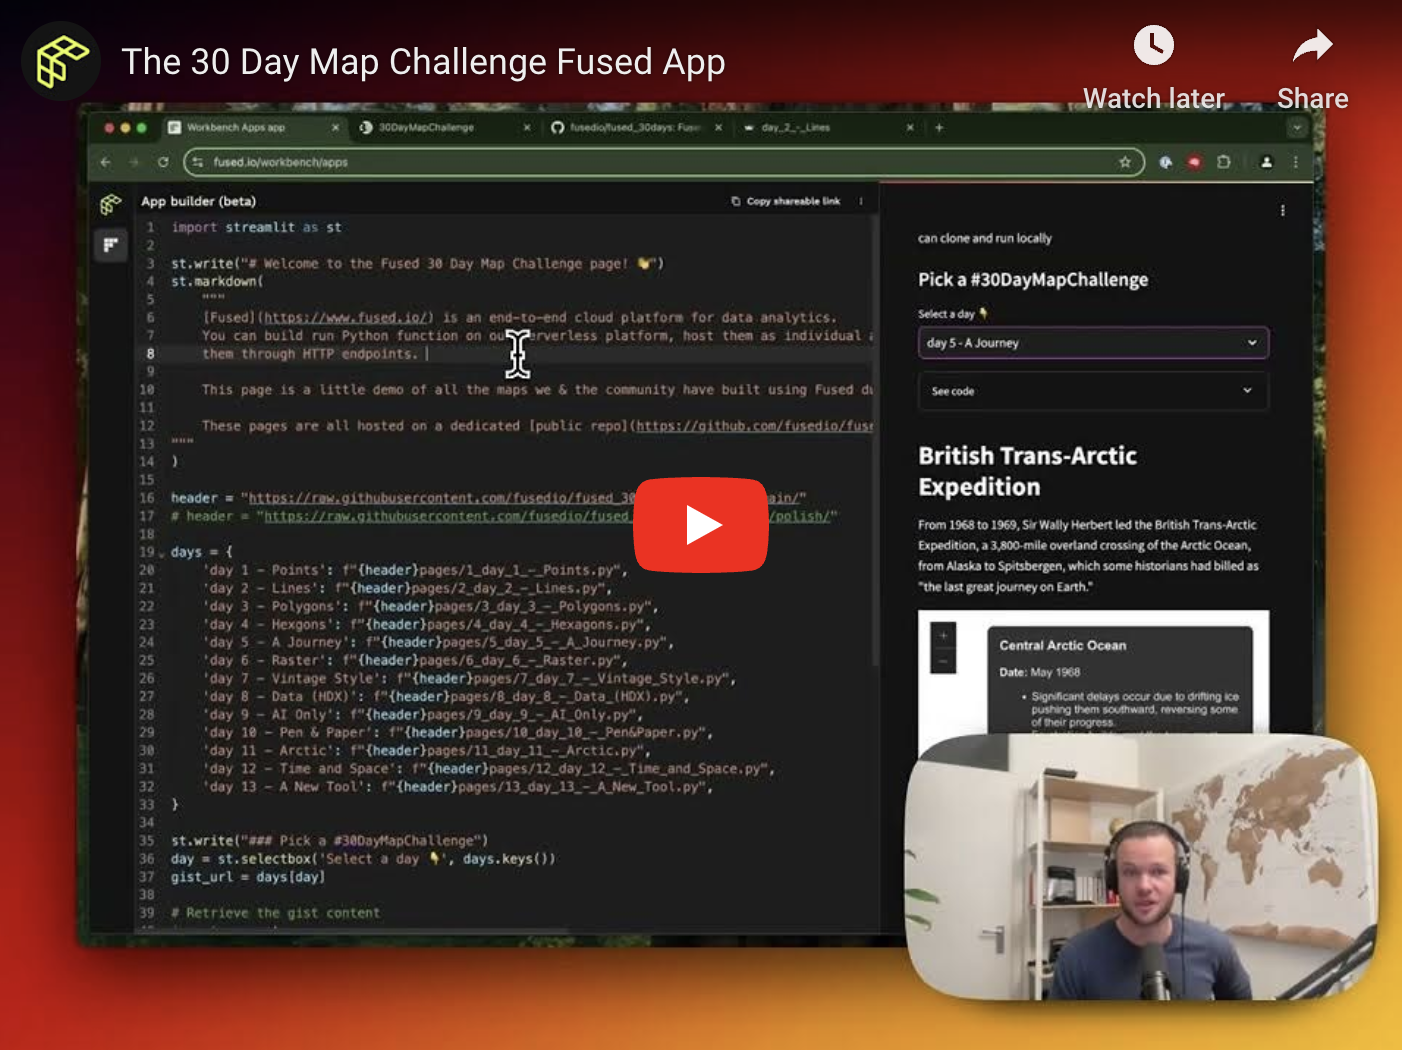 The 30 Day Map Challenge Fused App
Watch later
Share
Workbench Apps app
30DayMapChallenge
fusedio/fused_30days: Fuse
day_2_-_Lines
fused.io/workbench/apps
App builder (beta)
Copy shareable link
1 import streamlit as st
2
3 st.write("# Welcome to the Fused 30 Day Map Challenge page! 👋")
4 st.markdown(
5 """
6 [Fused](https://www.fused.io/) is an end-to-end cloud platform for data analytics.
7 You can build run Python function on our serverless platform, host them as individual a
8 them through HTTP endpoints.
9
10 This page is a little demo of all the maps we & the community have built using Fused du
11
12 These pages are all hosted on a dedicated [public repo](https://github.com/fusedio/fuse
13 """
14 )
15
16 header = "https://raw.githubusercontent.com/fusedio/fused_30 ain/"
17 # header = "https://raw.githubusercontent.com/fusedio/fused_ /polish/"
18
19 days = {
20 'day 1 - Points': f"{header}pages/1_day_1_-_Points.py",
21 'day 2 - Lines': f"{header}pages/2_day_2_-_Lines.py",
22 'day 3 - Polygons': f"{header}pages/3_day_3_-_Polygons.py",
23 'day 4 - Hexgons': f"{header}pages/4_day_4_-_Hexagons.py",
24 'day 5 - A Journey': f"{header}pages/5_day_5_-_A_Journey.py",
25 'day 6 - Raster': f"{header}pages/6_day_6_-_Raster.py",
26 'day 7 - Vintage Style': f"{header}pages/7_day_7_-_Vintage_Style.py",
27 'day 8 - Data (HDX)': f"{header}pages/8_day_8_-_Data_(HDX).py",
28 'day 9 - AI Only': f"{header}pages/9_day_9_-_AI_Only.py",
29 'day 10 - Pen & Paper': f"{header}pages/10_day_10_-_Pen&Paper.py",
30 'day 11 - Arctic': f"{header}pages/11_day_11_-_Arctic.py",
31 'day 12 - Time and Space': f"{header}pages/12_day_12_-_Time_and_Space.py",
32 'day 13 - A New Tool': f"{header}pages/13_day_13_-_A_New_Tool.py",
33 }
34
35 st.write("### Pick a #30DayMapChallenge")
36 day = st.selectbox('Select a day 👇', days.keys())
37 gist_url = days[day]
38
39 # Retrieve the gist content
can clone and run locally
Pick a #30DayMapChallenge
Select a day 👇
day 5 - A Journey
See code
British Trans-Arctic
Expedition
From 1968 to 1969, Sir Wally Herbert led the British Trans-Arctic
Expedition, a 3,800-mile overland crossing of the Arctic Ocean,
from Alaska to Spitsbergen, which some historians had billed as
"the last great journey on Earth."
Central Arctic Ocean
Date: May 1968
• Significant delays occur due to drifting ice
pushing them southward, reversing some
of their progress.